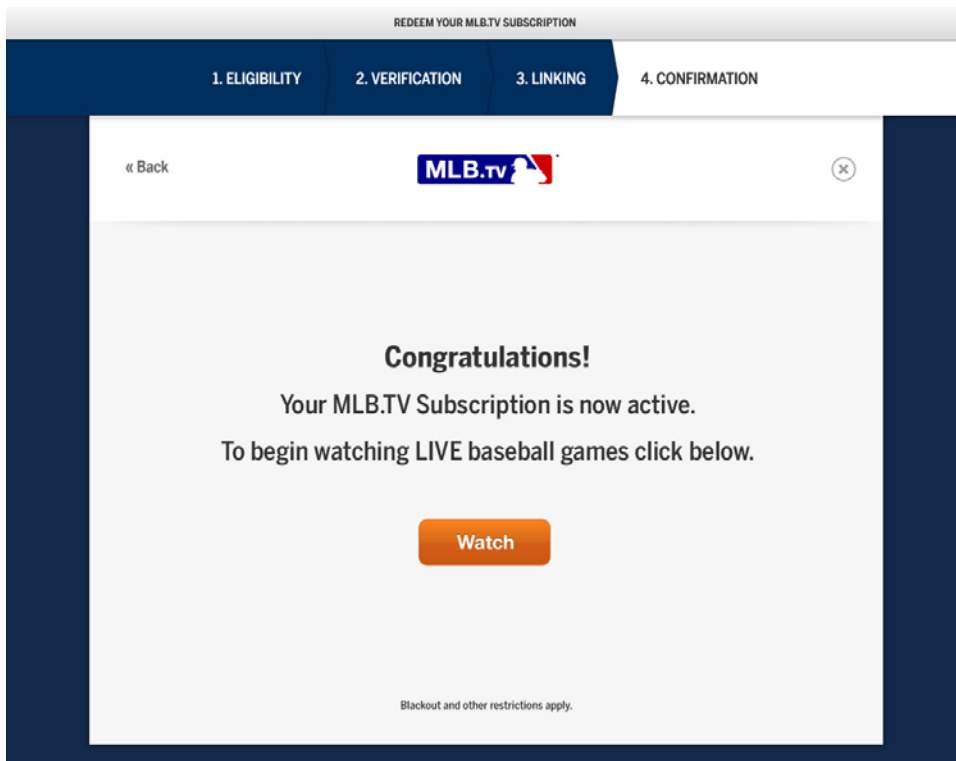 REDEEM YOUR MLB.TV SUBSCRIPTION
1. ELIGIBILITY 2. VERIFICATION 3. LINKING 4. CONFIRMATION
« Back
MLB.TV
Congratulations!
Your MLB.TV Subscription is now active.
To begin watching LIVE baseball games click below.
Watch
Blackout and other restrictions apply.